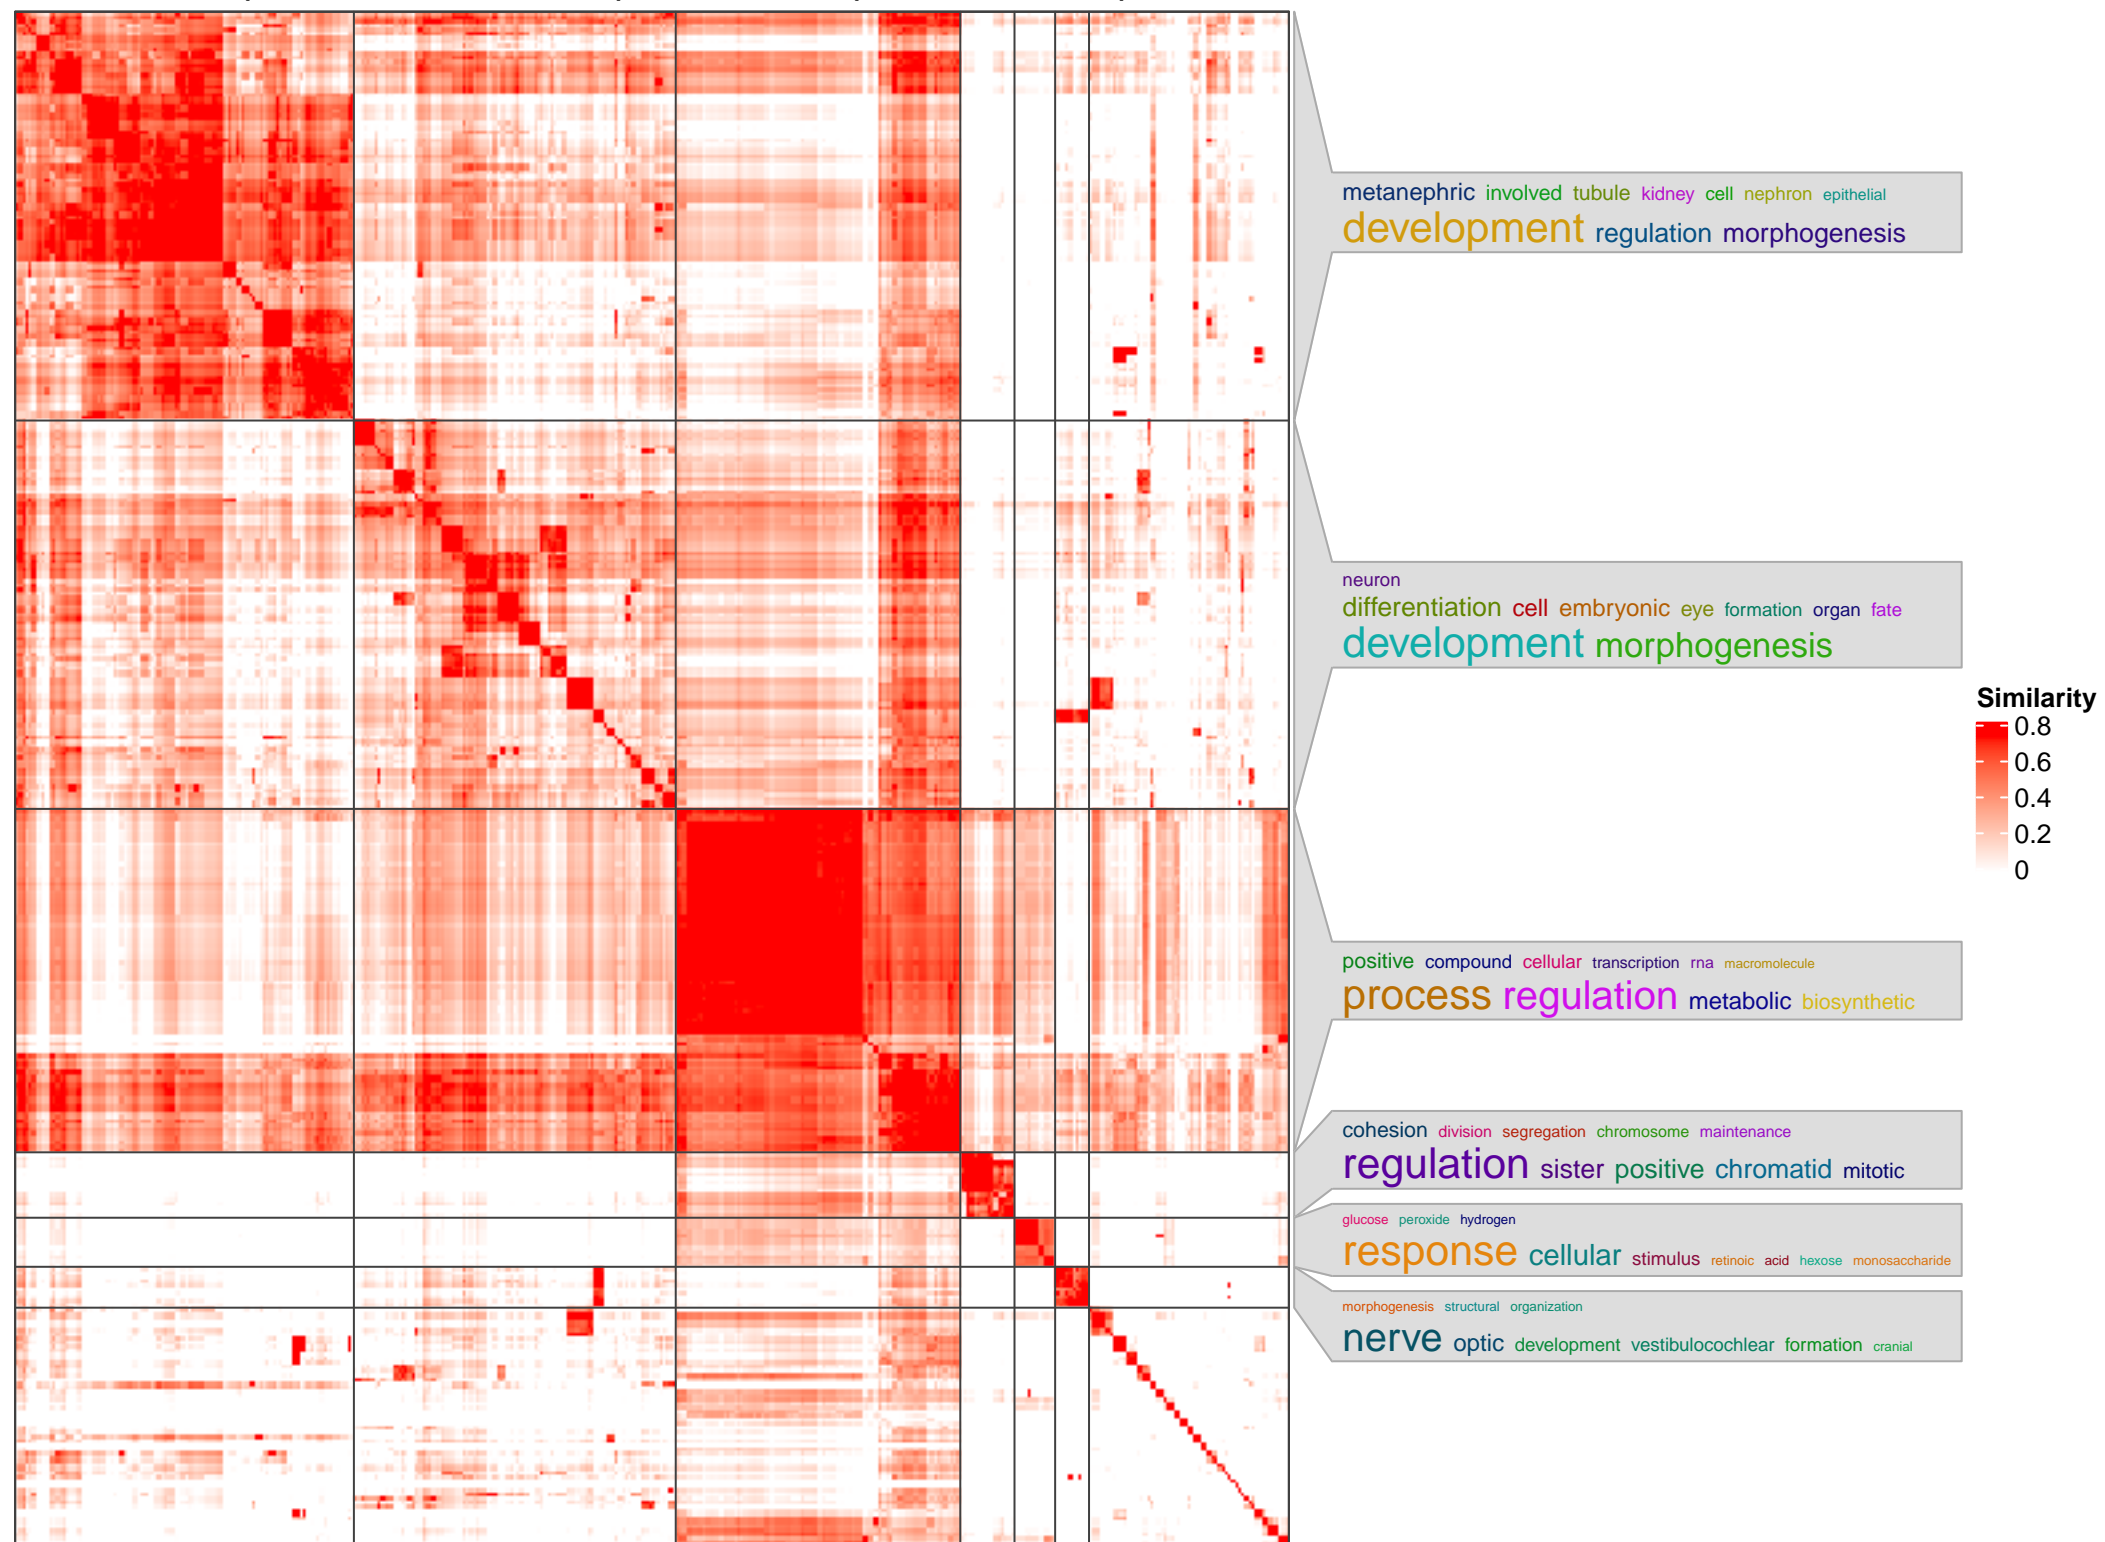 metanephric involved tubule kidney cell nephron epithelial
development regulation morphogenesis
neuron
differentiation cell embryonic eye formation organ fate
development morphogenesis
Similarity
0.8
0.6
0.4
0.2
0
positive compound cellular transcription rna macromolecule
process regulation metabolic biosynthetic
cohesion division segregation chromosome maintenance
regulation sister positive chromatid mitotic
glucose peroxide hydrogen
response cellular stimulus retinoic acid hexose monosaccharide
morphogenesis structural organization
nerve optic development vestibulocochlear formation cranial